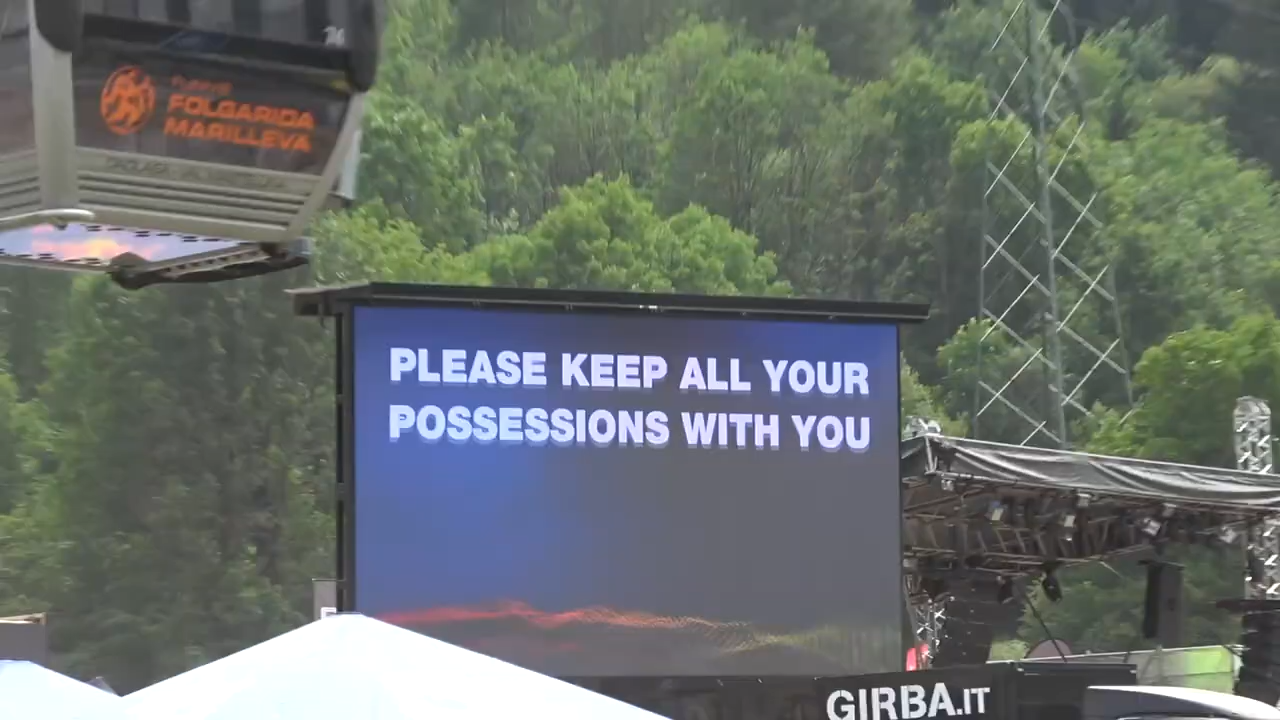 FOLGARIDA
MARILLEVA
PLEASE KEEP ALL YOUR
POSSESSIONS WITH YOU
GIRBA.IT